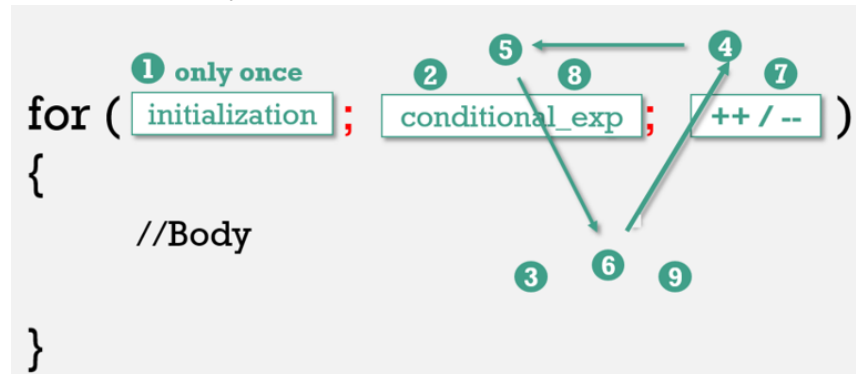 5 4
1 only once 2 8 7
for ( initialization ; conditional_exp ; ++ / -- )
{
//Body
3 6 9
}